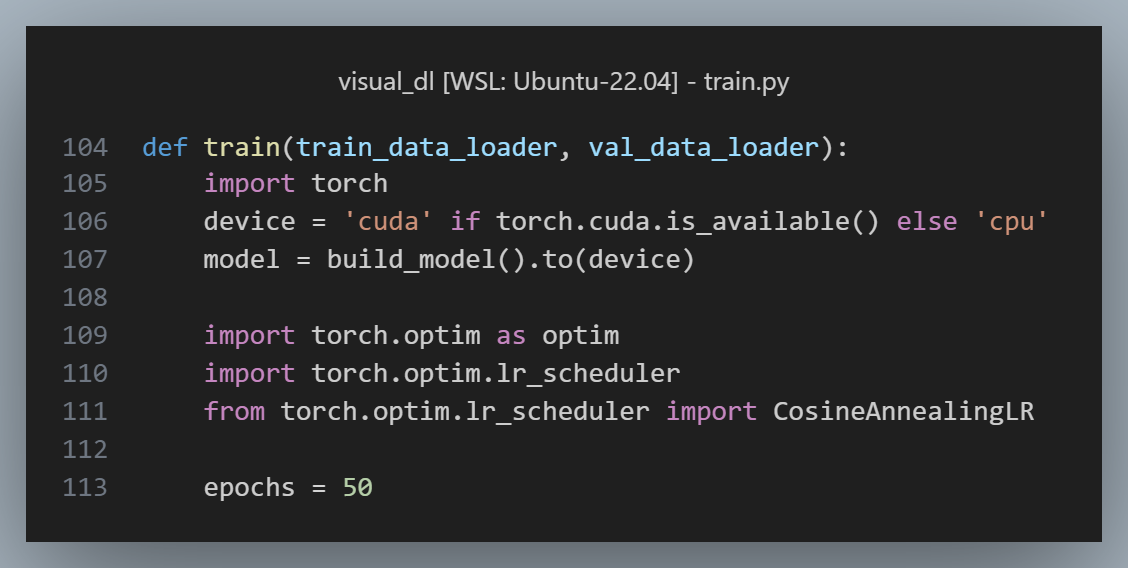 visual_dl [WSL: Ubuntu-22.04] - train.py
104 def train(train_data_loader, val_data_loader):
105     import torch
106     device = 'cuda' if torch.cuda.is_available() else 'cpu'
107     model = build_model().to(device)
108
109     import torch.optim as optim
110     import torch.optim.lr_scheduler
111     from torch.optim.lr_scheduler import CosineAnnealingLR
112
113     epochs = 50